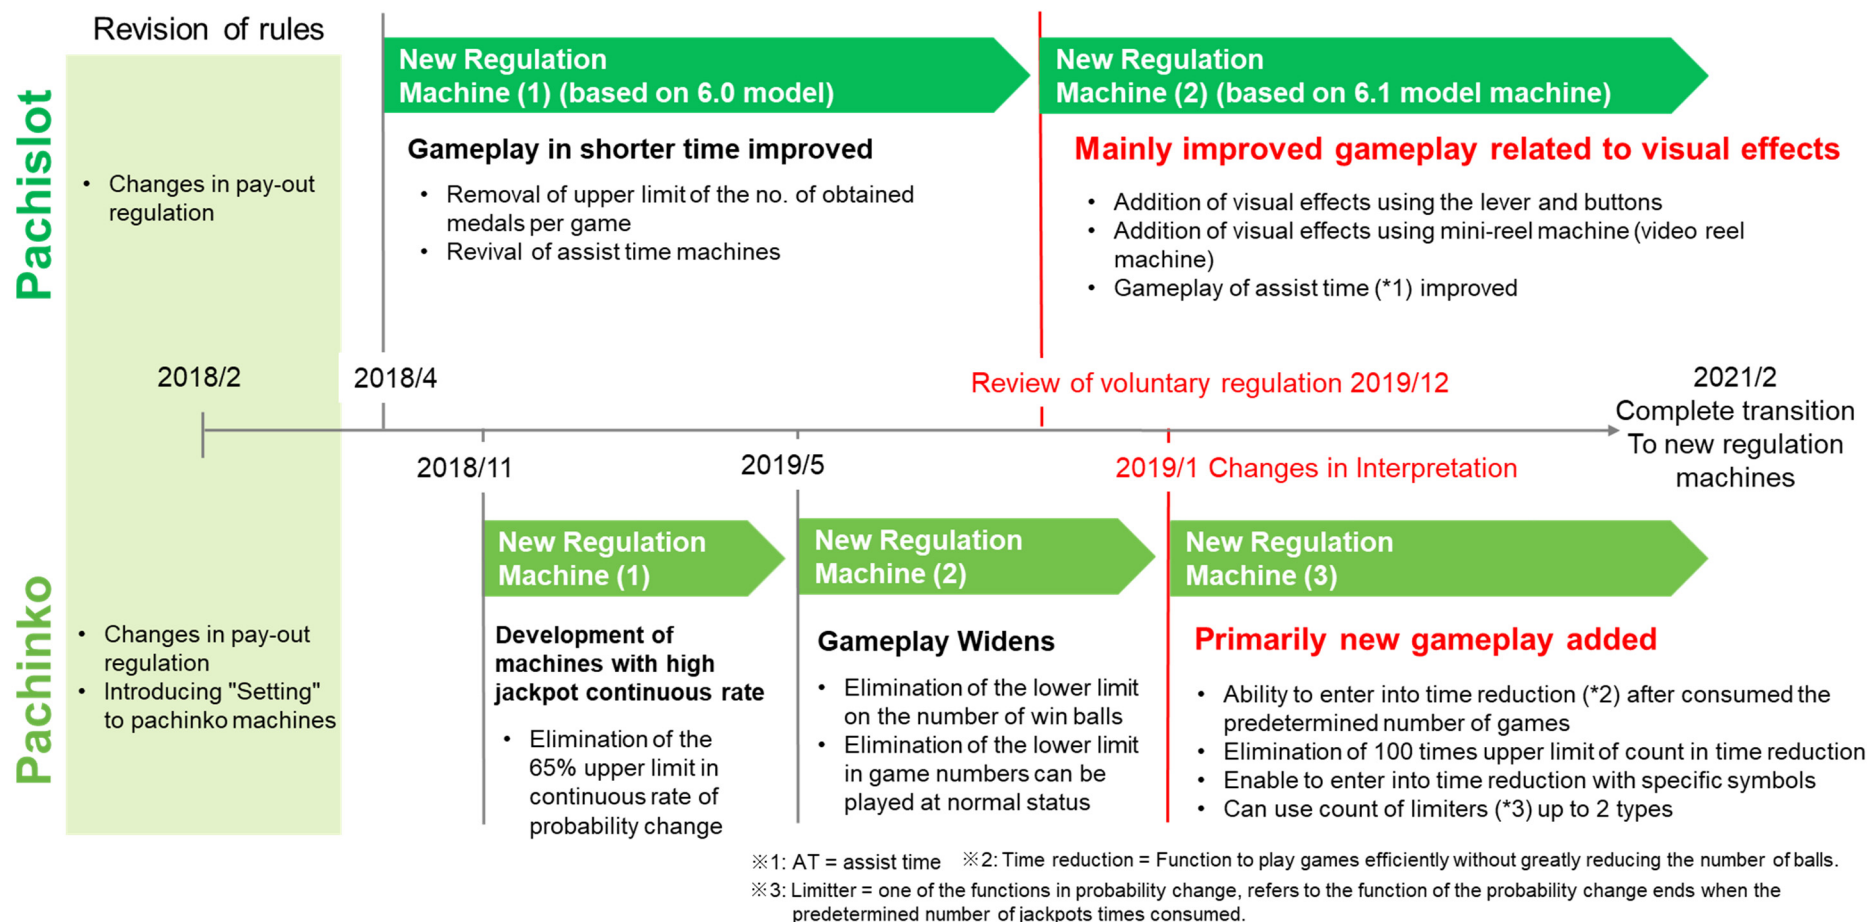 Revision of rules
Pachislot
• Changes in pay-out
regulation
New Regulation
Machine (1) (based on 6.0 model)
Gameplay in shorter time improved
• Removal of upper limit of the no. of obtained
medals per game
• Revival of assist time machines
New Regulation
Machine (2) (based on 6.1 model machine)
Mainly improved gameplay related to visual effects
• Addition of visual effects using the lever and buttons
• Addition of visual effects using mini-reel machine (video reel
machine)
• Gameplay of assist time (*1) improved
2018/2
2018/4
Review of voluntary regulation 2019/12
2021/2
Complete transition
To new regulation
machines
2018/11
2019/5
2019/1 Changes in Interpretation
Pachinko
• Changes in pay-out
regulation
• Introducing "Setting"
to pachinko machines
New Regulation
Machine (1)
Development of
machines with high
jackpot continuous rate
• Elimination of the
65% upper limit in
continuous rate of
probability change
New Regulation
Machine (2)
Gameplay Widens
• Elimination of the lower limit
on the number of win balls
• Elimination of the lower limit
in game numbers can be
played at normal status
New Regulation
Machine (3)
Primarily new gameplay added
• Ability to enter into time reduction (*2) after consumed the
predetermined number of games
• Elimination of 100 times upper limit of count in time reduction
• Enable to enter into time reduction with specific symbols
• Can use count of limiters (*3) up to 2 types
※1: AT = assist time ※2: Time reduction = Function to play games efficiently without greatly reducing the number of balls.
※3: Limitter = one of the functions in probability change, refers to the function of the probability change ends when the
predetermined number of jackpots times consumed.